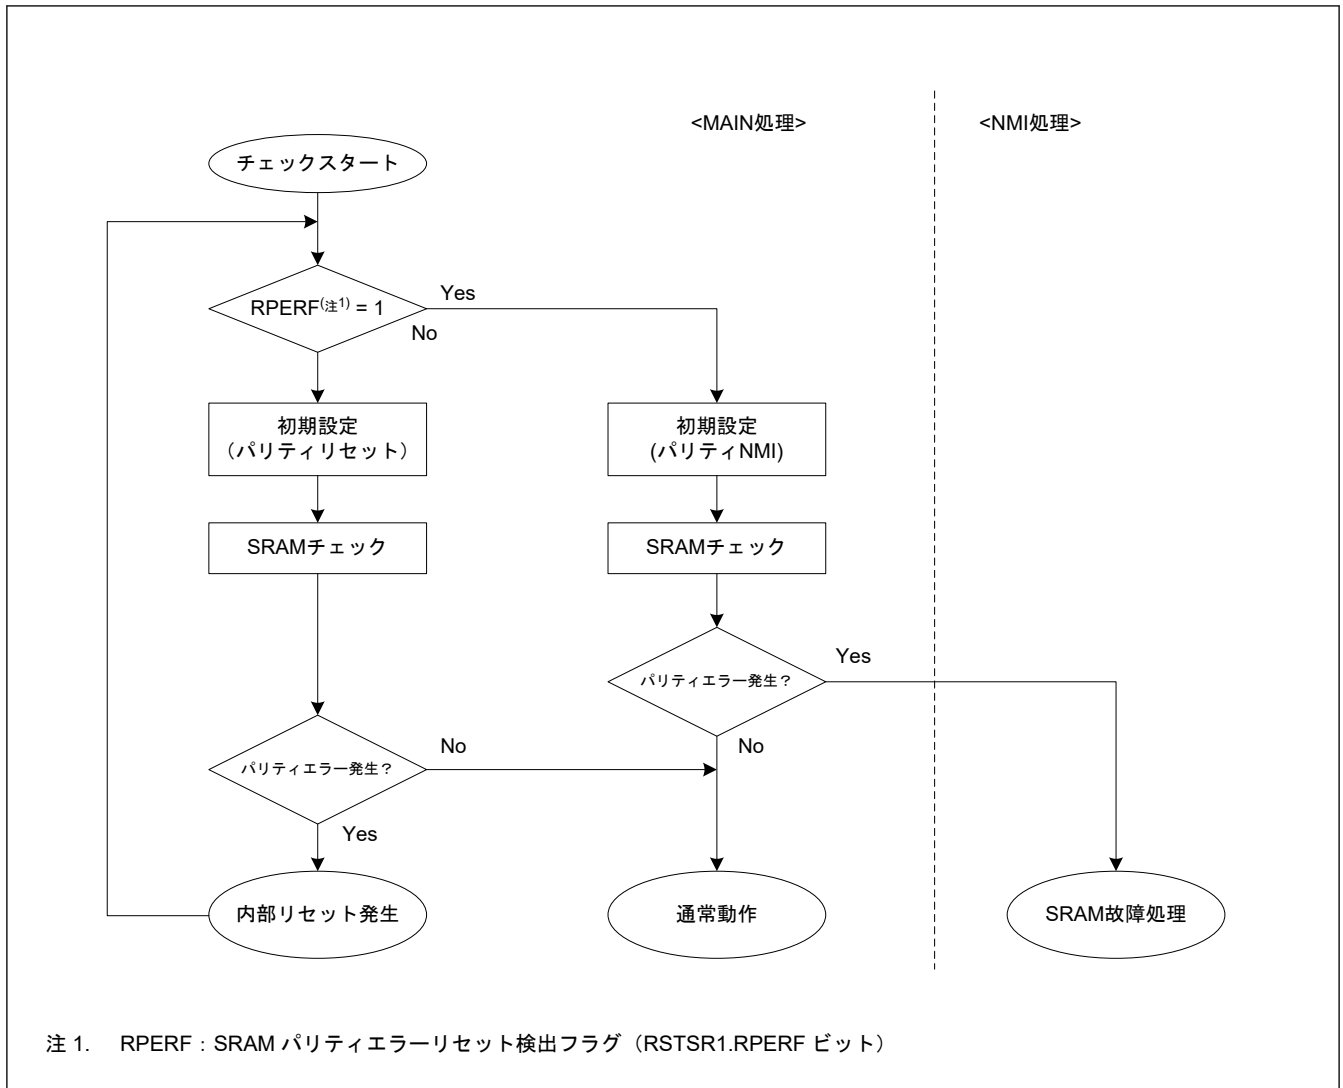 <MAIN処理>
<NMI処理>
チェックスタート
RPERF(注1) = 1
Yes
No
初期設定
（パリティリセット）
初期設定
(パリティNMI)
SRAMチェック
SRAMチェック
パリティエラー発生？
Yes
No
パリティエラー発生？
No
Yes
内部リセット発生
通常動作
SRAM故障処理
注 1. RPERF：SRAM パリティエラーリセット検出フラグ（RSTSR1.RPERF ビット）